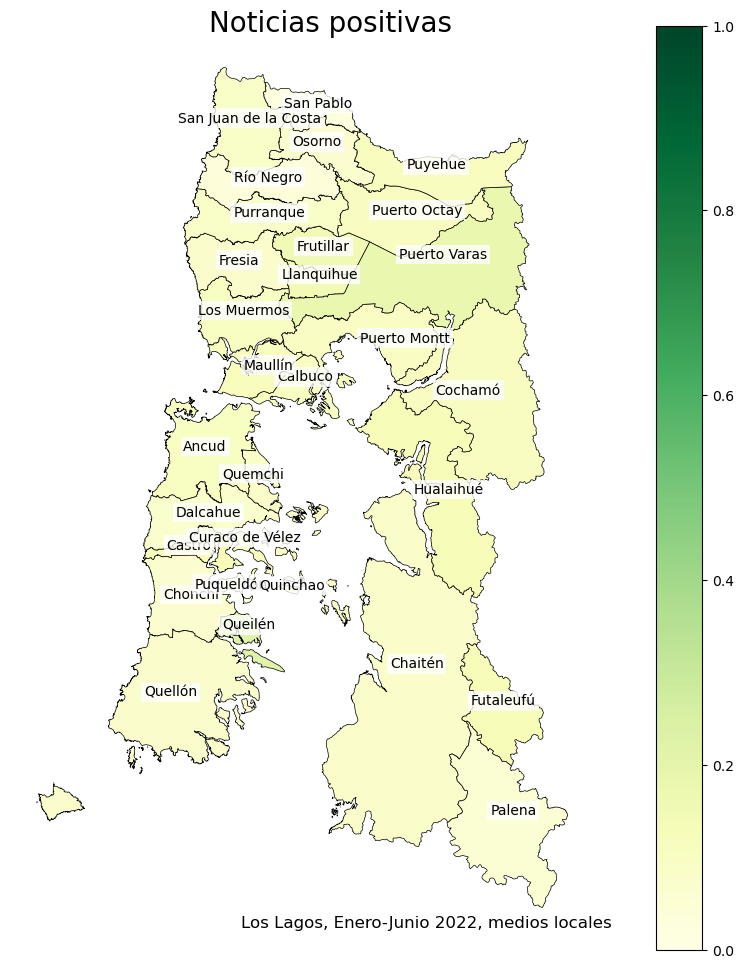 Noticias positivas
1.0
San Pablo
San Juan de la Costa
Osorno
Puyehue
Río Negro
Purranque
Puerto Octay
0.8
Frutillar
Puerto Varas
Fresia
Llanquihue
Los Muermos
Puerto Montt
Maullín
Calbuco
0.6
Cochamó
Ancud
Quemchi
Hualaihué
Dalcahue
Curaco de Vélez
Castro
Puqueldón
Quinchao
0.4
Chonchi
Queilén
Chaitén
Quellón
Futaleufú
0.2
Palena
Los Lagos, Enero-Junio 2022, medios locales
0.0